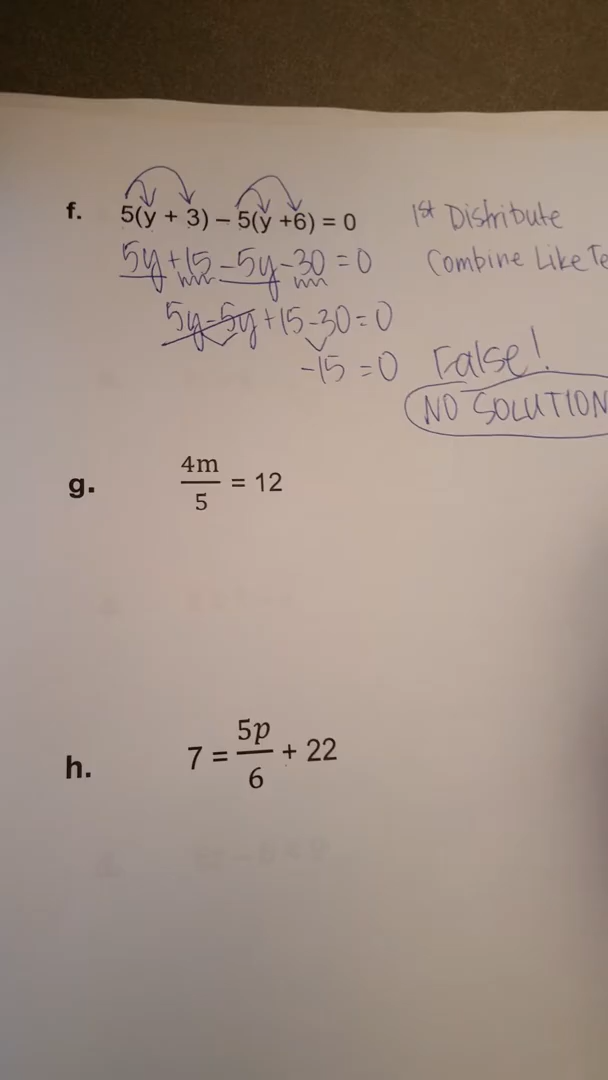 f. 5(y + 3) – 5(y +6) = 0 1st Distribute
5y+15-5y-30=0 Combine Like Te
5y-5y+15-30=0
-15=0 False!
NO SOLUTION
g. 4m/5 = 12
h. 7 = 5p/6 + 22